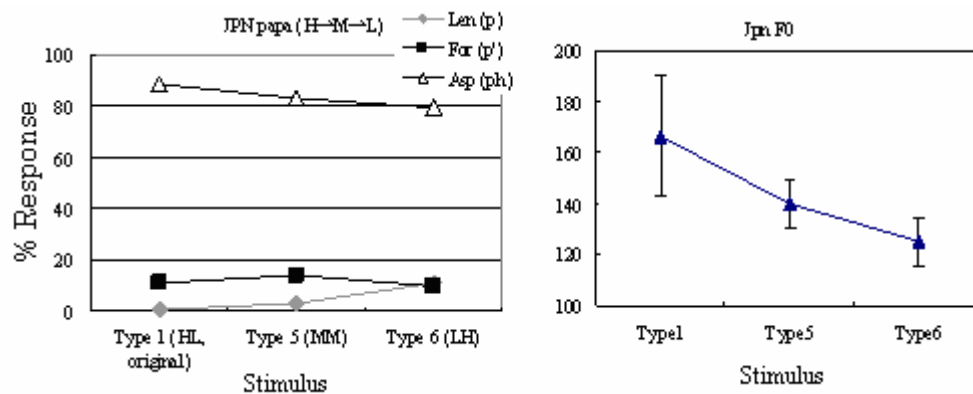 JPN papa (H→M→L)
Len (p)
For (p')
Asp (ph)
% Response
100
80
60
40
20
0
Type 1 (HL, original)
Type 5 (MM)
Type 6 (LH)
Stimulus
Jpn F0
200
180
160
140
120
100
Type1
Type5
Type6
Stimulus